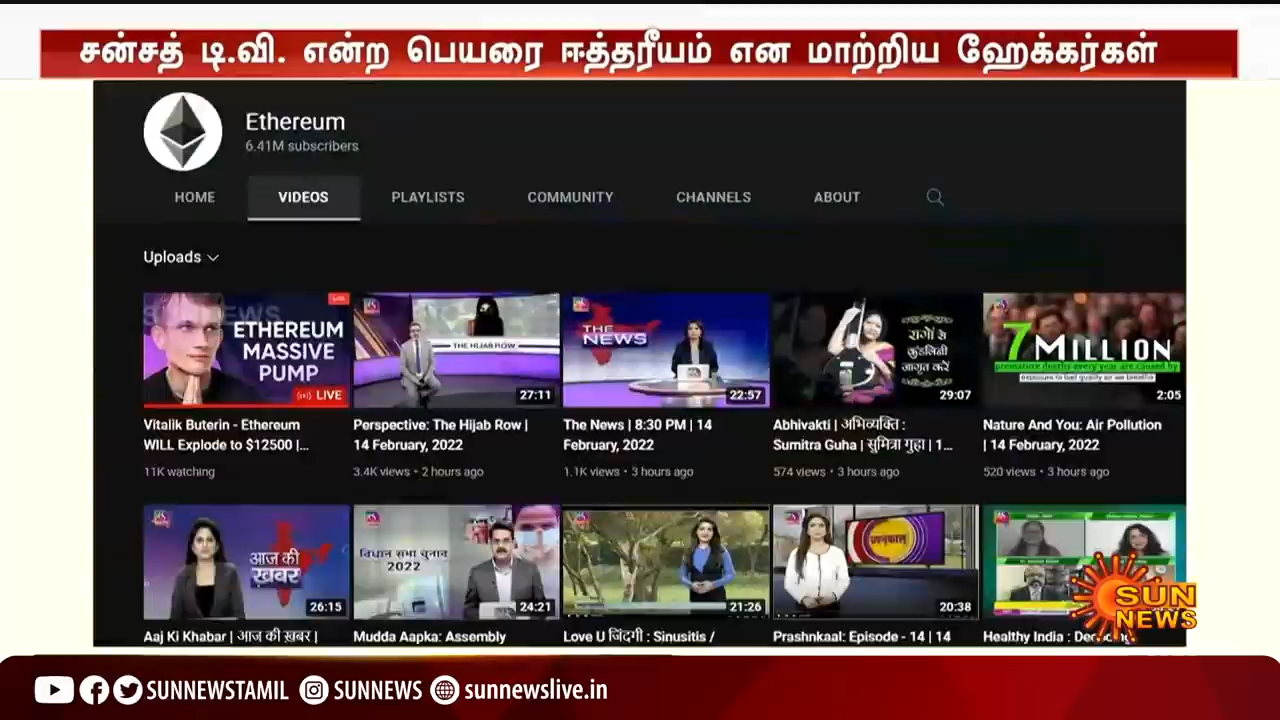 சன்சத் டி.வி. என்ற பெயரை ஈத்தரீயம் என மாற்றிய ஹேக்கர்கள்
Ethereum
6.41M subscribers
HOME VIDEOS PLAYLISTS COMMUNITY CHANNELS ABOUT
Uploads
ETHEREUM
MASSIVE
PUMP
LIVE
THE HIJAB ROW
27:11
THE
NEWS
22:57
रागों से
कुंडलिनी
जागृत करें
29:07
7 MILLION
premature deaths every year are caused by
2:05
Vitalik Buterin - Ethereum
WILL Explode to $12500 |...
11K watching
Perspective: The Hijab Row |
14 February, 2022
3.4K views • 2 hours ago
The News | 8:30 PM | 14
February, 2022
1.1K views • 3 hours ago
Abhivakti | अभिव्यक्ति :
Sumitra Guha | सुमित्रा गुहा | 1...
574 views • 3 hours ago
Nature And You: Air Pollution
| 14 February, 2022
520 views • 3 hours ago
आज की
ख़बर
26:15
विधान सभा चुनाव
2022
24:21
21:26
प्रश्नकाल
20:38
Aaj Ki Khabar | आज की ख़बर |
Mudda Aapka: Assembly
Love U ज़िंदगी : Sinusitis /
Prashnkaal: Episode - 14 | 14
Healthy India :
SUN
NEWS
SUNNEWSTAMIL SUNNEWS sunnewslive.in